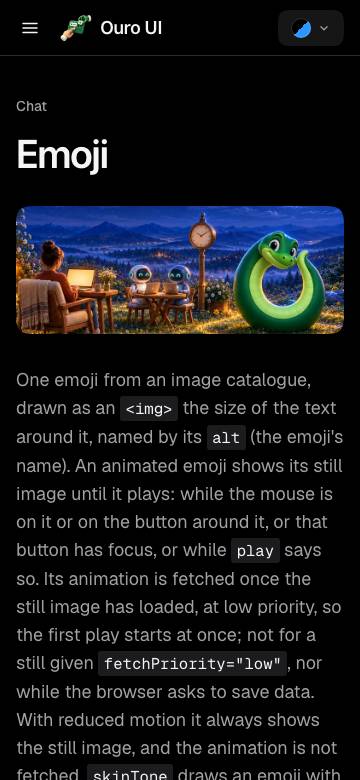 Ouro UI
Chat
Emoji
One emoji from an image catalogue,
drawn as an <img> the size of the text
around it, named by its alt (the emoji's
name). An animated emoji shows its still
image until it plays: while the mouse is
on it or on the button around it, or that
button has focus, or while play says
so. Its animation is fetched once the
still image has loaded, at low priority, so
the first play starts at once; not for a
still given fetchPriority="low", nor
while the browser asks to save data.
With reduced motion it always shows
the still image, and the animation is not
fetched. skinTone draws an emoji with